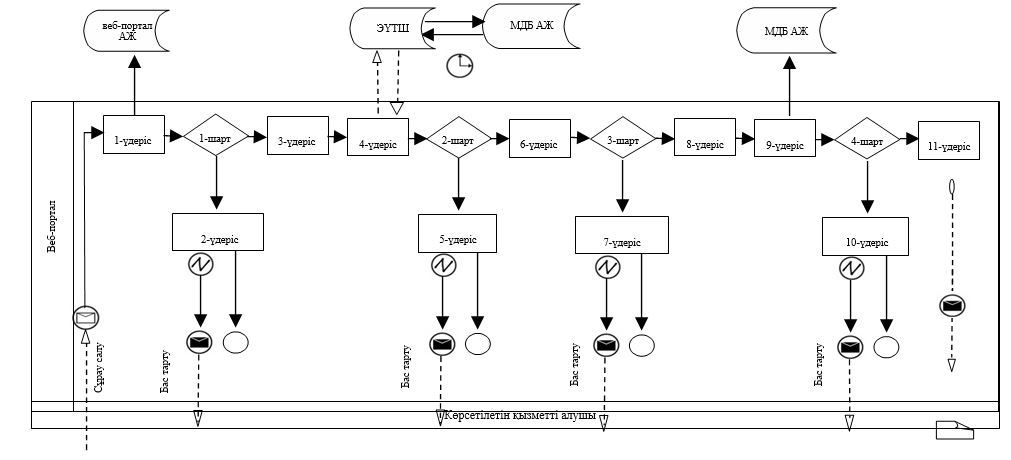 веб-портал
АЖ
ЭҮТШ
МДБ АЖ
МДБ АЖ
1-үдеріс
1-шарт
3-үдеріс
4-үдеріс
2-шарт
6-үдеріс
3-шарт
8-үдеріс
9-үдеріс
4-шарт
11-үдеріс
Веб-портал
2-үдеріс
5-үдеріс
7-үдеріс
10-үдеріс
Сұрау салу
Бас тарту
Бас тарту
Бас тарту
Бас тарту
Көрсетілетін қызметті алушы